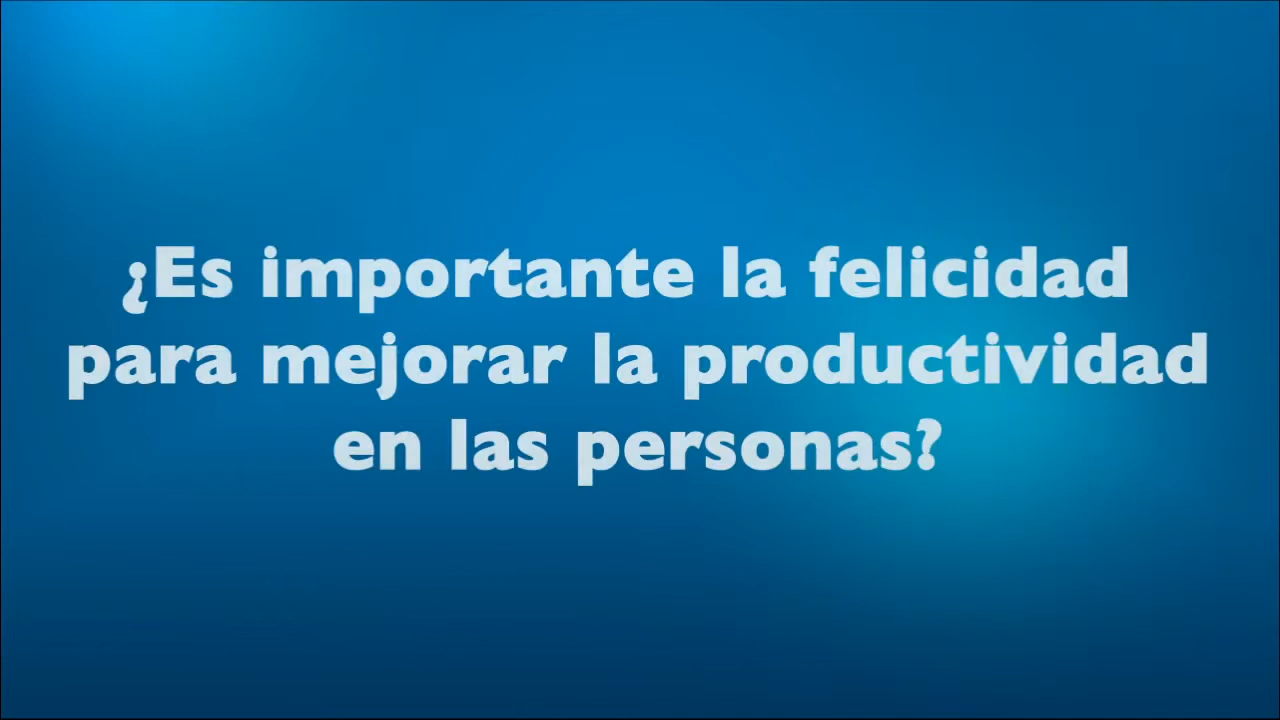 ¿Es importante la felicidad
para mejorar la productividad
en las personas?